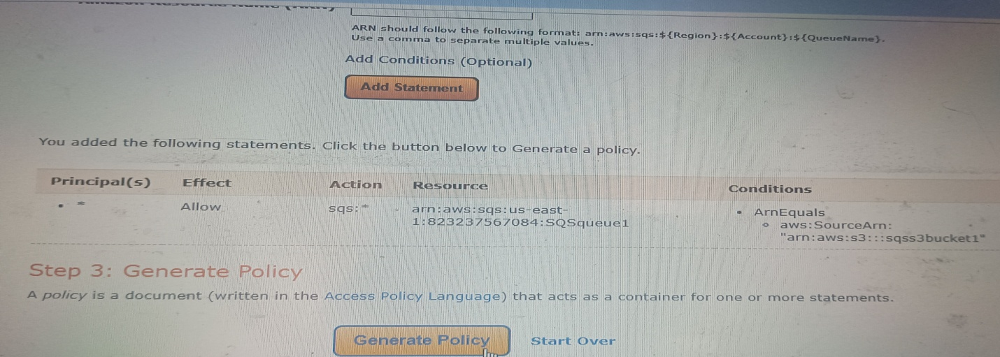 ARN should follow the following format: arn:aws:sqs:${Region}:${Account}:${QueueName}.
Use a comma to separate multiple values.
Add Conditions (Optional)
Add Statement
You added the following statements. Click the button below to Generate a policy.
Principal(s) Effect Action Resource Conditions
• * Allow sqs:* arn:aws:sqs:us-east- • ArnEquals
1:823237567084:SQSqueue1 ○ aws:SourceArn:
"arn:aws:s3:::sqss3bucket1"
Step 3: Generate Policy
A policy is a document (written in the Access Policy Language) that acts as a container for one or more statements.
Generate Policy Start Over